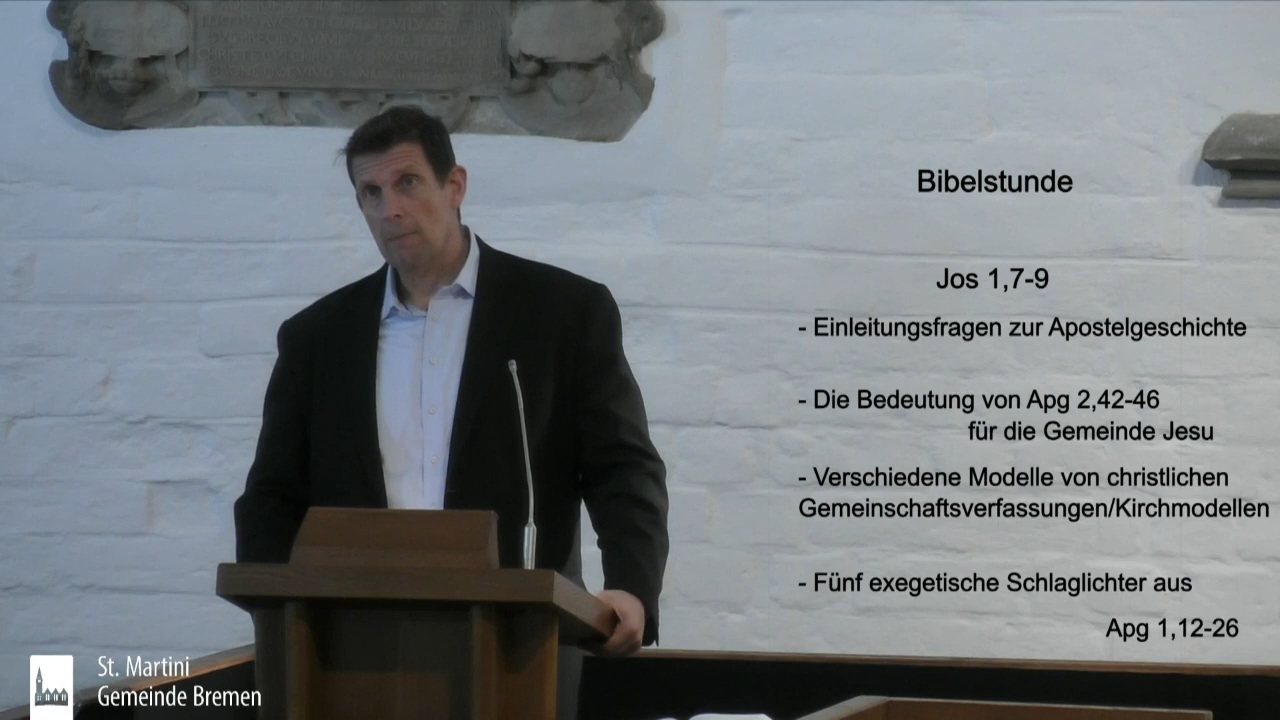 Bibelstunde
Jos 1,7-9
- Einleitungsfragen zur Apostelgeschichte
- Die Bedeutung von Apg 2,42-46
für die Gemeinde Jesu
- Verschiedene Modelle von christlichen
Gemeinschaftsverfassungen/Kirchmodellen
- Fünf exegetische Schlaglichter aus
Apg 1,12-26
St. Martini
Gemeinde Bremen